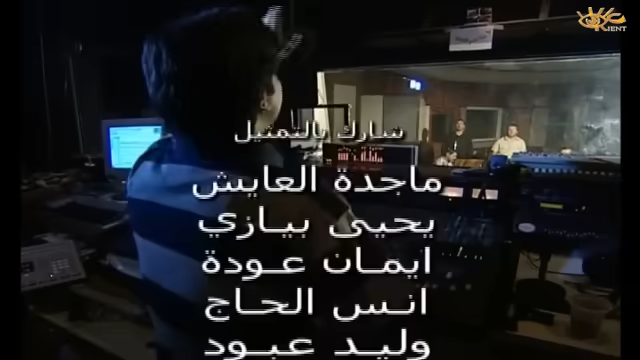 شارك بالتمثيل
ماجدة العايش
يحيى بيازي
ايمان عودة
انس الحاج
وليد عبود